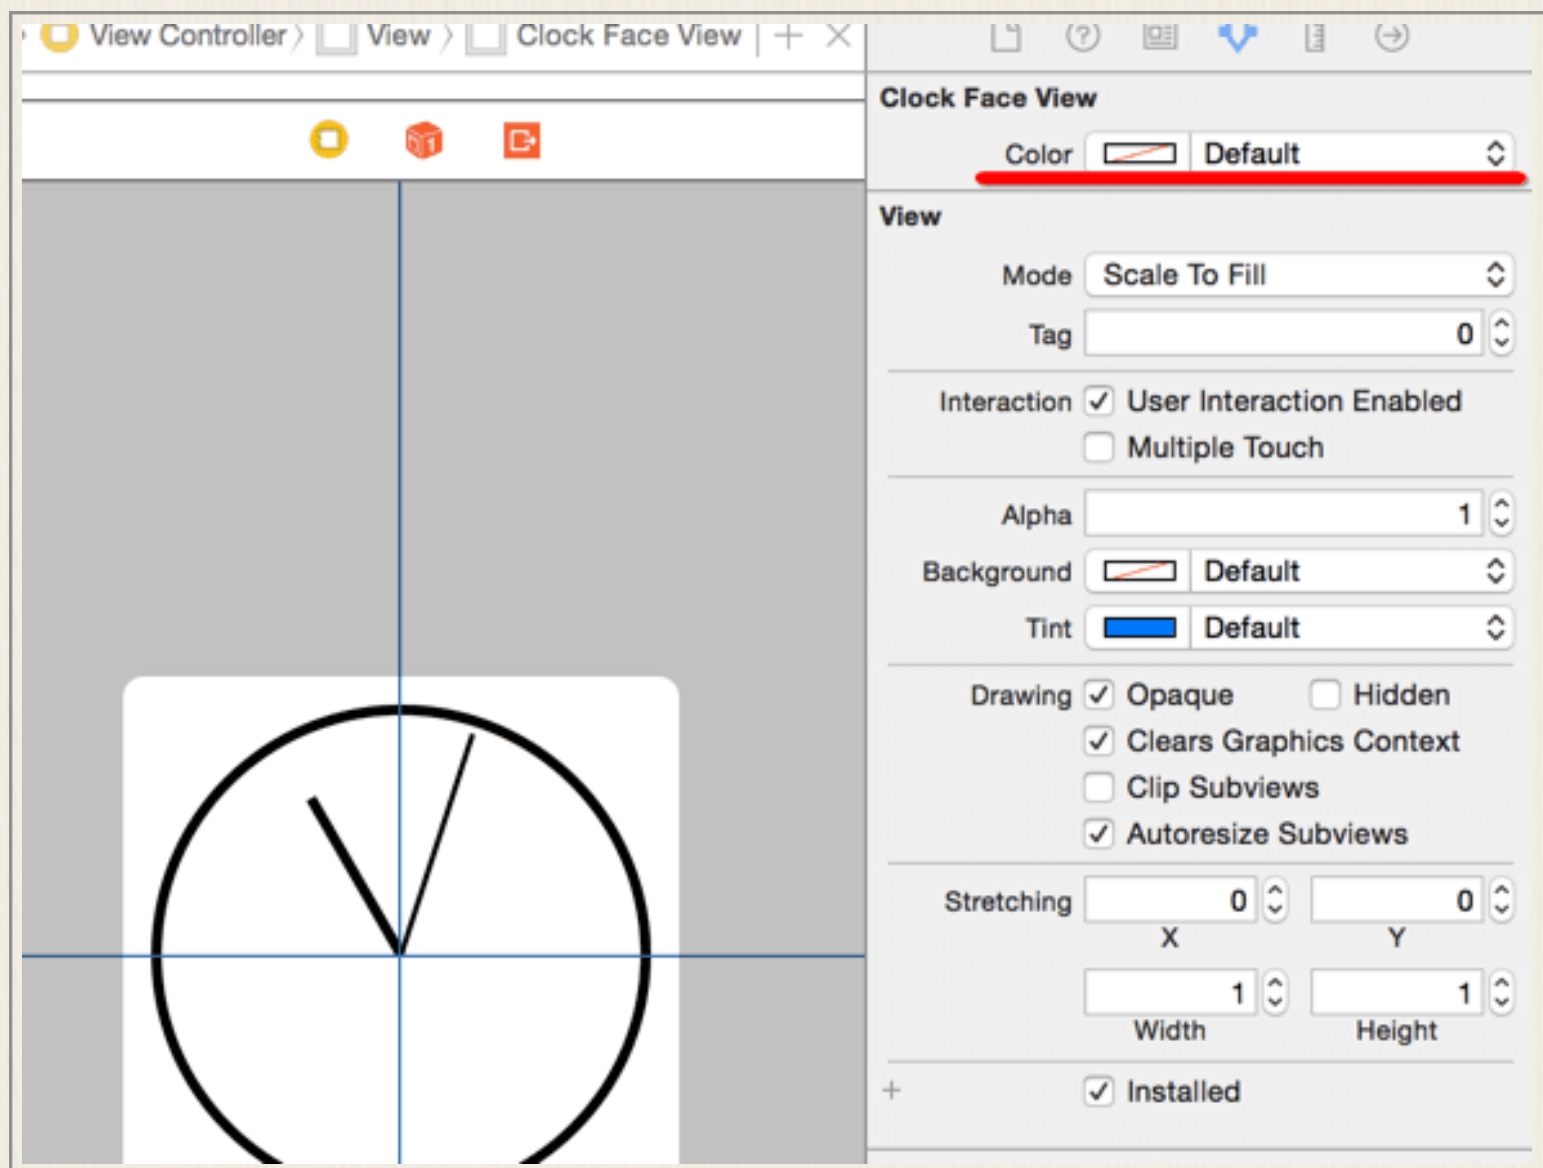 View Controller 〉 View 〉 Clock Face View
Clock Face View
Color Default
View
Mode Scale To Fill
Tag 0
Interaction User Interaction Enabled
Multiple Touch
Alpha 1
Background Default
Tint Default
Drawing Opaque Hidden
Clears Graphics Context
Clip Subviews
Autoresize Subviews
Stretching 0 0
X Y
1 1
Width Height
+ Installed